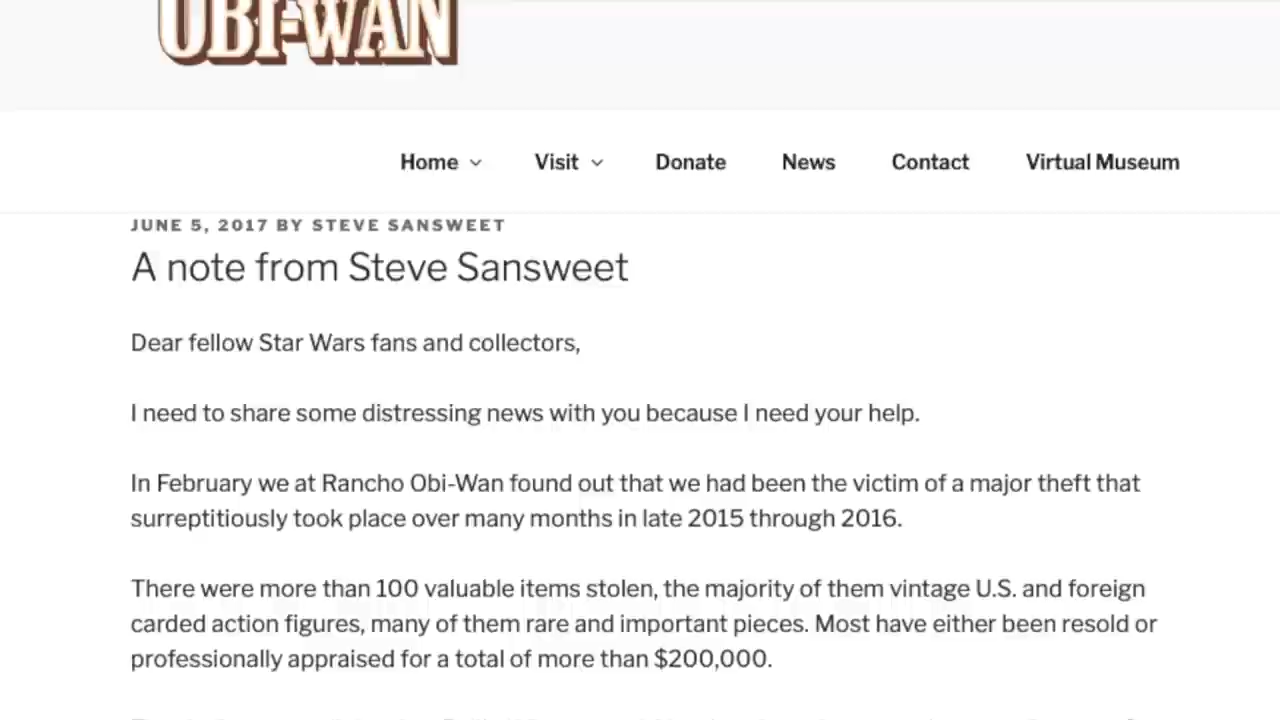 OBI-WAN
Home
Visit
Donate
News
Contact
Virtual Museum
JUNE 5, 2017 BY STEVE SANSWEET
A note from Steve Sansweet
Dear fellow Star Wars fans and collectors,
I need to share some distressing news with you because I need your help.
In February we at Rancho Obi-Wan found out that we had been the victim of a major theft that
surreptitiously took place over many months in late 2015 through 2016.
There were more than 100 valuable items stolen, the majority of them vintage U.S. and foreign
carded action figures, many of them rare and important pieces. Most have either been resold or
professionally appraised for a total of more than $200,000.